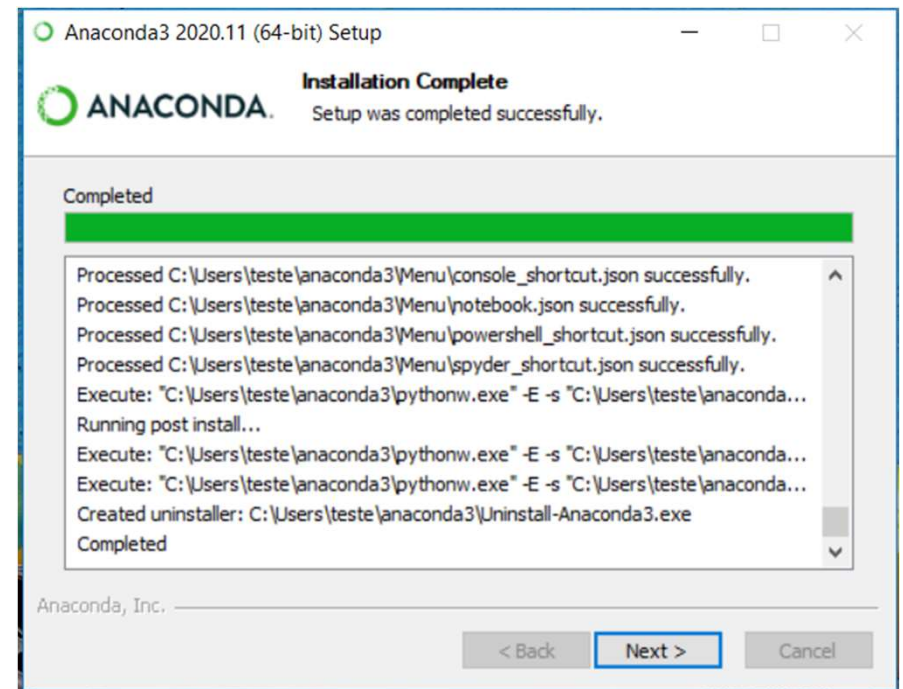 Anaconda3 2020.11 (64-bit) Setup
ANACONDA.
Installation Complete
Setup was completed successfully.
Completed
Processed C:\Users\teste\anaconda3\Menu\console_shortcut.json successfully.
Processed C:\Users\teste\anaconda3\Menu\notebook.json successfully.
Processed C:\Users\teste\anaconda3\Menu\powershell_shortcut.json successfully.
Processed C:\Users\teste\anaconda3\Menu\spyder_shortcut.json successfully.
Execute: "C:\Users\teste\anaconda3\pythonw.exe" -E -s "C:\Users\teste\anaconda...
Running post install...
Execute: "C:\Users\teste\anaconda3\pythonw.exe" -E -s "C:\Users\teste\anaconda...
Execute: "C:\Users\teste\anaconda3\pythonw.exe" -E -s "C:\Users\teste\anaconda...
Created uninstaller: C:\Users\teste\anaconda3\Uninstall-Anaconda3.exe
Completed
Anaconda, Inc.
< Back
Next >
Cancel